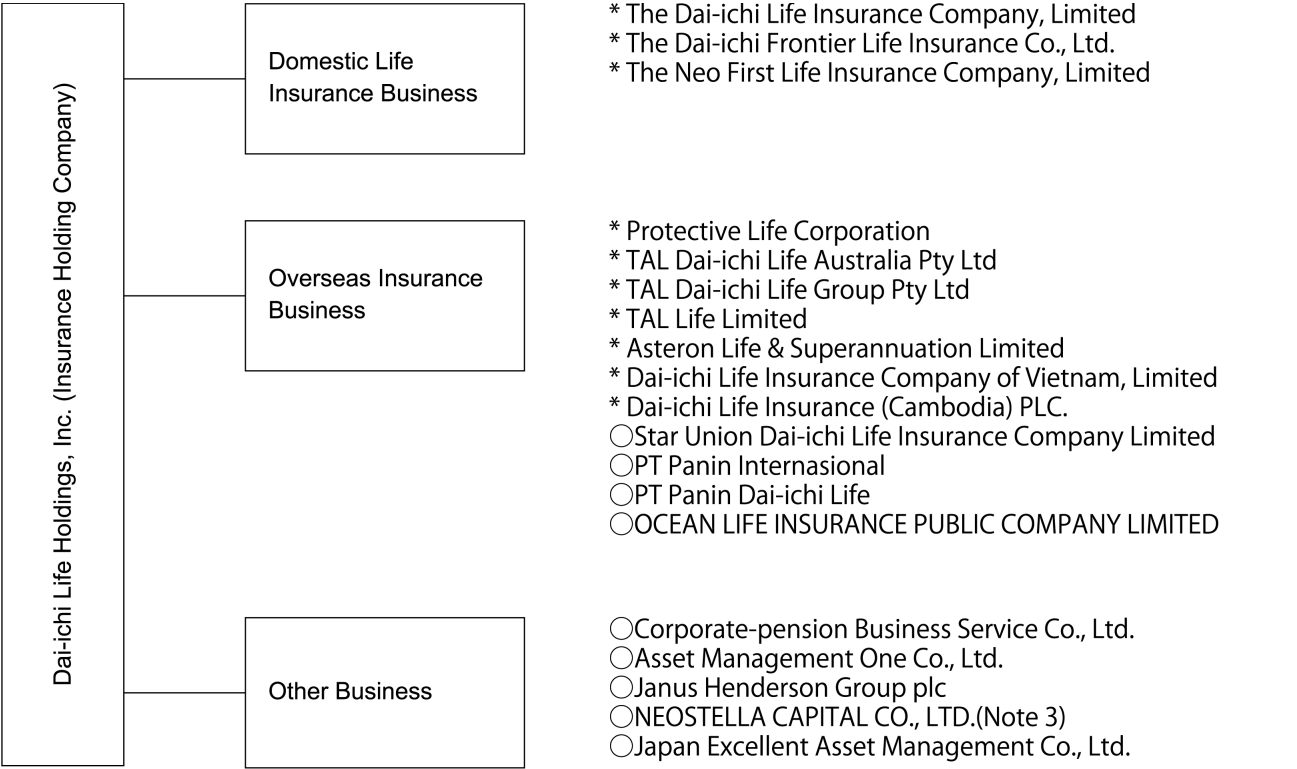 Dai-ichi Life Holdings, Inc. (Insurance Holding Company)
Domestic Life
Insurance Business
* The Dai-ichi Life Insurance Company, Limited
* The Dai-ichi Frontier Life Insurance Co., Ltd.
* The Neo First Life Insurance Company, Limited
Overseas Insurance
Business
* Protective Life Corporation
* TAL Dai-ichi Life Australia Pty Ltd
* TAL Dai-ichi Life Group Pty Ltd
* TAL Life Limited
* Asteron Life & Superannuation Limited
* Dai-ichi Life Insurance Company of Vietnam, Limited
* Dai-ichi Life Insurance (Cambodia) PLC.
○Star Union Dai-ichi Life Insurance Company Limited
○PT Panin Internasional
○PT Panin Dai-ichi Life
○OCEAN LIFE INSURANCE PUBLIC COMPANY LIMITED
Other Business
○Corporate-pension Business Service Co., Ltd.
○Asset Management One Co., Ltd.
○Janus Henderson Group plc
○NEOSTELLA CAPITAL CO., LTD.(Note 3)
○Japan Excellent Asset Management Co., Ltd.